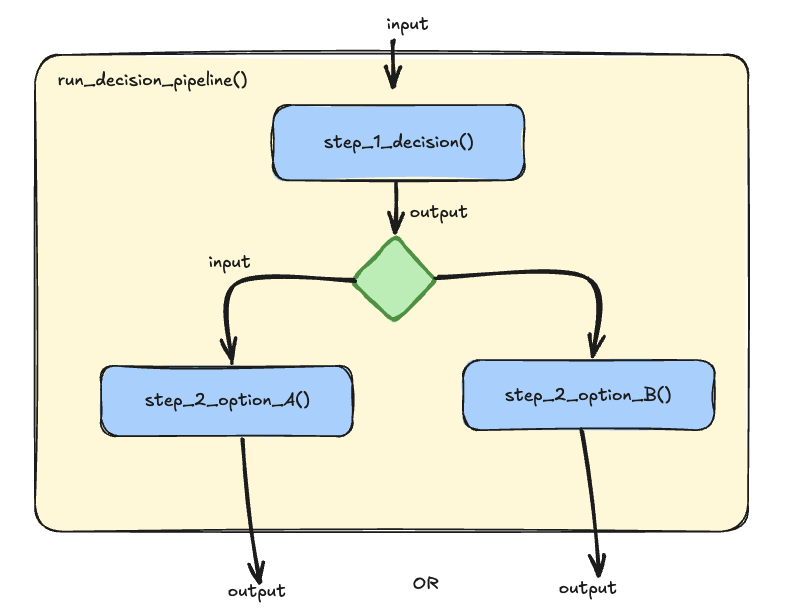 input
run_decision_pipeline()
step_1_decision()
output
input
step_2_option_A()
step_2_option_B()
output
OR
output